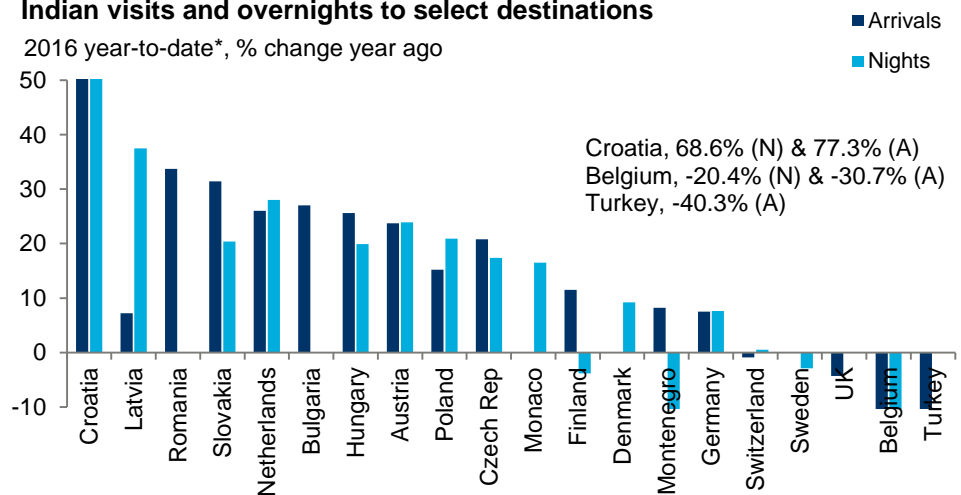 Indian visits and overnights to select destinations
2016 year-to-date*, % change year ago
Arrivals
Nights
50
40
30
20
10
0
-10
Croatia, 68.6% (N) & 77.3% (A)
Belgium, -20.4% (N) & -30.7% (A)
Turkey, -40.3% (A)
Croatia
Latvia
Romania
Slovakia
Netherlands
Bulgaria
Hungary
Austria
Poland
Czech Rep
Monaco
Finland
Denmark
Montenegro
Germany
Switzerland
Sweden
UK
Belgium
Turkey